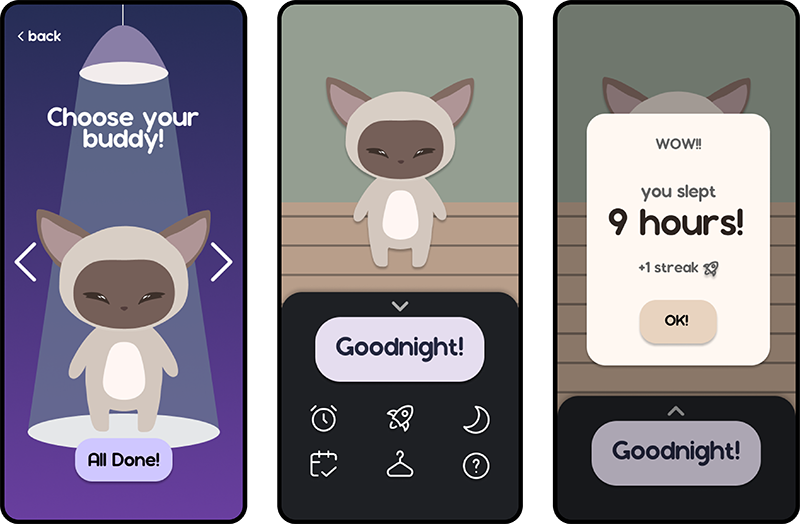 < back
Choose your
buddy!
All Done!
Goodnight!
WOW!!
you slept
9 hours!
+1 streak
OK!
Goodnight!